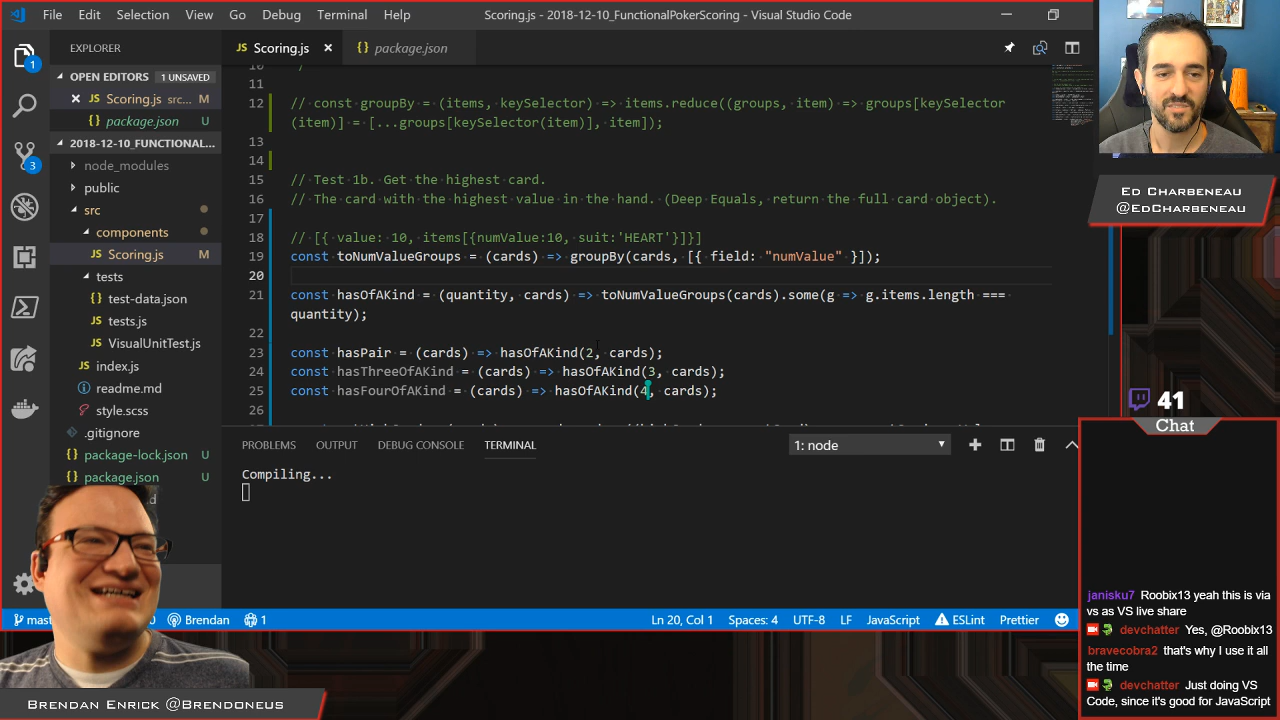 File Edit Selection View Go Debug Terminal Help
Scoring.js - 2018-12-10_FunctionalPokerScoring - Visual Studio Code
EXPLORER
OPEN EDITORS 1 UNSAVED
Scoring.js src... M
package.json U
2018-12-10_FUNCTIONAL...
node_modules
public
src
components
Scoring.js M
tests
test-data.json
tests.js
VisualUnitTest.js
index.js
readme.md
style.scss
.gitignore
package-lock.json U
package.json U
JS Scoring.js
{} package.json
11
12 // const groupBy = (items, keySelector) => items.reduce((groups, item) => groups[keySelector
(item)] = ...groups[keySelector(item)], item]);
13
14
15 // Test 1b. Get the highest card.
16 // The card with the highest value in the hand. (Deep Equals, return the full card object).
17
18 // [{ value: 10, items[{numValue:10, suit:'HEART'}]}]
19 const toNumValueGroups = (cards) => groupBy(cards, [{ field: "numValue" }]);
20
21 const hasOfAKind = (quantity, cards) => toNumValueGroups(cards).some(g => g.items.length ===
quantity);
22
23 const hasPair = (cards) => hasOfAKind(2, cards);
24 const hasThreeOfAKind = (cards) => hasOfAKind(3, cards);
25 const hasFourOfAKind = (cards) => hasOfAKind(4, cards);
26
PROBLEMS OUTPUT DEBUG CONSOLE TERMINAL
1: node
Compiling...
Brendan 1
Ln 20, Col 1 Spaces: 4 UTF-8 LF JavaScript ESLint Prettier
Ed Charbeneau
@EdCharbeneau
41
Chat
janisku7 Roobix13 yeah this is via
vs as VS live share
devchatter Yes, @Roobix13
bravecobra2 that's why I use it all
the time
devchatter Just doing VS
Code, since it's good for JavaScript
Brendan Enrick @Brendoneus